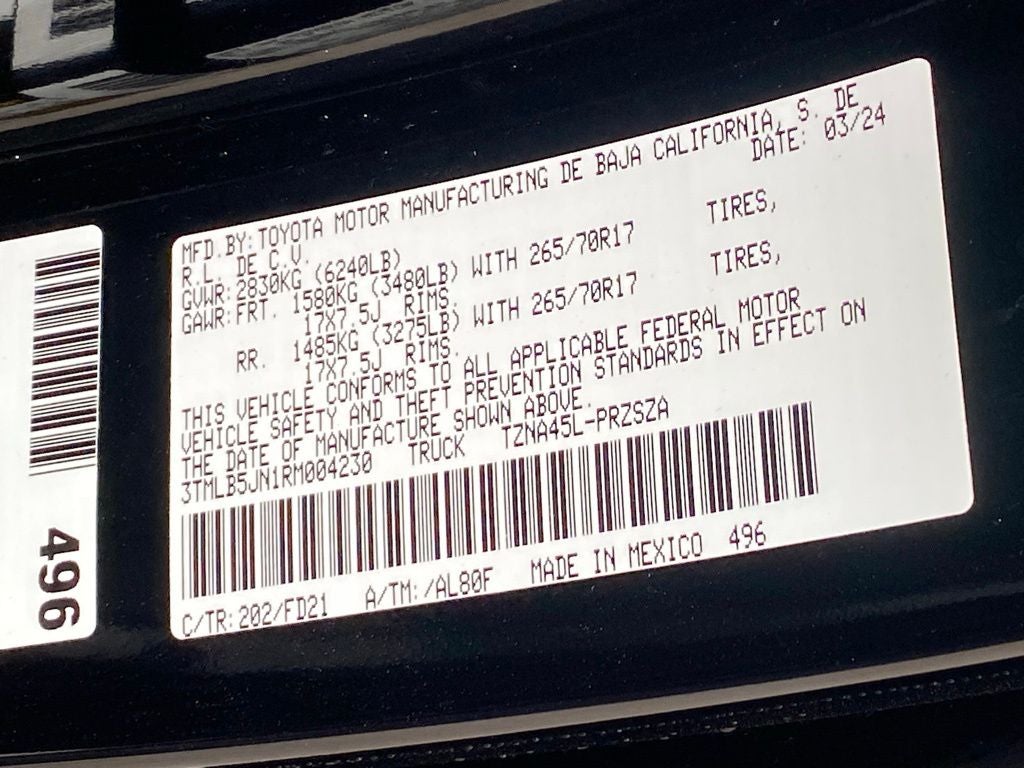 MFD.BY:TOYOTA MOTOR MANUFACTURING DE BAJA CALIFORNIA, S. DE
R.L. DE C.V. DATE: 03/24
GVWR:2830KG (6240LB)
GAWR:FRT. 1580KG (3480LB) WITH 265/70R17 TIRES,
17X7.5J RIMS.
RR. 1485KG (3275LB) WITH 265/70R17 TIRES,
17X7.5J RIMS.
THIS VEHICLE CONFORMS TO ALL APPLICABLE FEDERAL MOTOR
VEHICLE SAFETY AND THEFT PREVENTION STANDARDS IN EFFECT ON
THE DATE OF MANUFACTURE SHOWN ABOVE.
3TMLB5JN1RM004230 TRUCK TZNA45L-PRZSZA
C/TR:202/FD21 A/TM:/AL80F MADE IN MEXICO 496
496